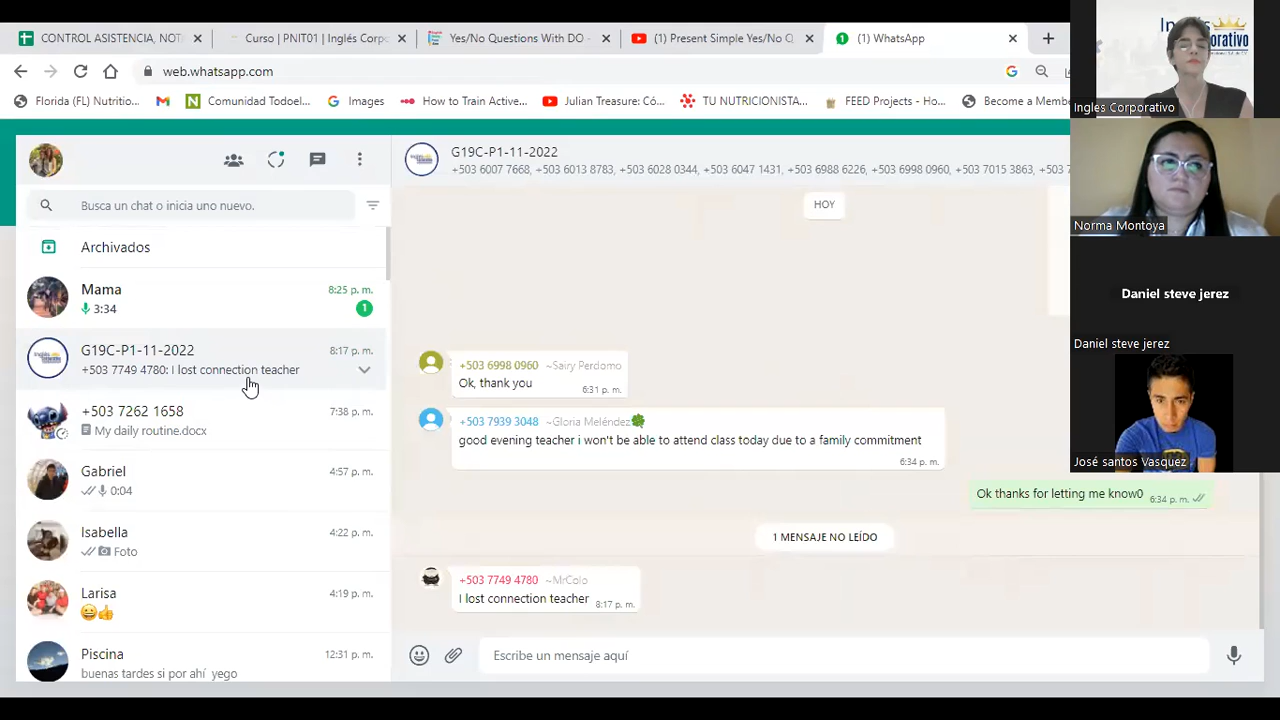 CONTROL ASISTENCIA, NOT
Curso | PNIT01 | Inglés Corpo
Yes/No Questions With DO -
(1) Present Simple Yes/No Q
(1) WhatsApp
web.whatsapp.com
Florida (FL) Nutritio...
Comunidad Todoel...
Images
How to Train Active...
Julian Treasure: Có...
TU NUTRICIONISTA...
FEED Projects - Ho...
Become a Memb
Busca un chat o inicia uno nuevo.
Archivados
Mama
8:25 p. m.
3:34
1
G19C-P1-11-2022
8:17 p. m.
+503 7749 4780: I lost connection teacher
+503 7262 1658
7:38 p. m.
My daily routine.docx
Gabriel
4:57 p. m.
0:04
Isabella
4:22 p. m.
Foto
Larisa
4:19 p. m.
😀👍
Piscina
12:31 p. m.
buenas tardes si por ahí yego
G19C-P1-11-2022
+503 6007 7668, +503 6013 8783, +503 6028 0344, +503 6047 1431, +503 6988 6226, +503 6998 0960, +503 7015 3863, +503 7
HOY
+503 6998 0960 ~Sairy Perdomo
Ok, thank you
6:31 p. m.
+503 7939 3048 ~Gloria Meléndez🍀
good evening teacher i won't be able to attend class today due to a family commitment
6:34 p. m.
Ok thanks for letting me know0 6:34 p. m.
1 MENSAJE NO LEÍDO
+503 7749 4780 ~MrColo
I lost connection teacher 8:17 p. m.
Escribe un mensaje aquí
Inglés
orativo
Ingles Corporativo
Norma Montoya
Daniel steve jerez
Daniel steve jerez
José santos Vasquez